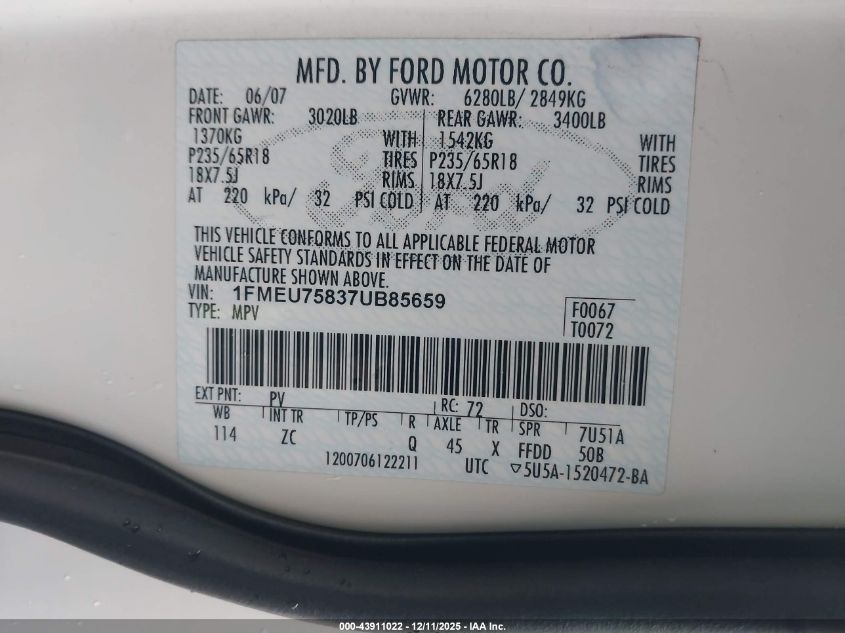 MFD. BY FORD MOTOR CO.
DATE: 06/07 GVWR: 6280LB/ 2849KG
FRONT GAWR: 3020LB REAR GAWR: 3400LB
1370KG WITH 1542KG WITH
P235/65R18 TIRES P235/65R18 TIRES
18X7.5J RIMS 18X7.5J RIMS
AT 220 kPa/ 32 PSI COLD AT 220 kPa/ 32 PSI COLD
Ford
THIS VEHICLE CONFORMS TO ALL APPLICABLE FEDERAL MOTOR
VEHICLE SAFETY STANDARDS IN EFFECT ON THE DATE OF
MANUFACTURE SHOWN ABOVE.
VIN: 1FMEU75837UB85659 F0067
TYPE: MPV T0072
EXT PNT: PV RC: 72 DSO:
WB INT TR TP/PS R AXLE TR SPR 7U51A
114 ZC Q 45 X FFDD 50B
1200706122211 UTC ▽5U5A-1520472-BA
000-43911022 - 12/11/2025 - IAA Inc.